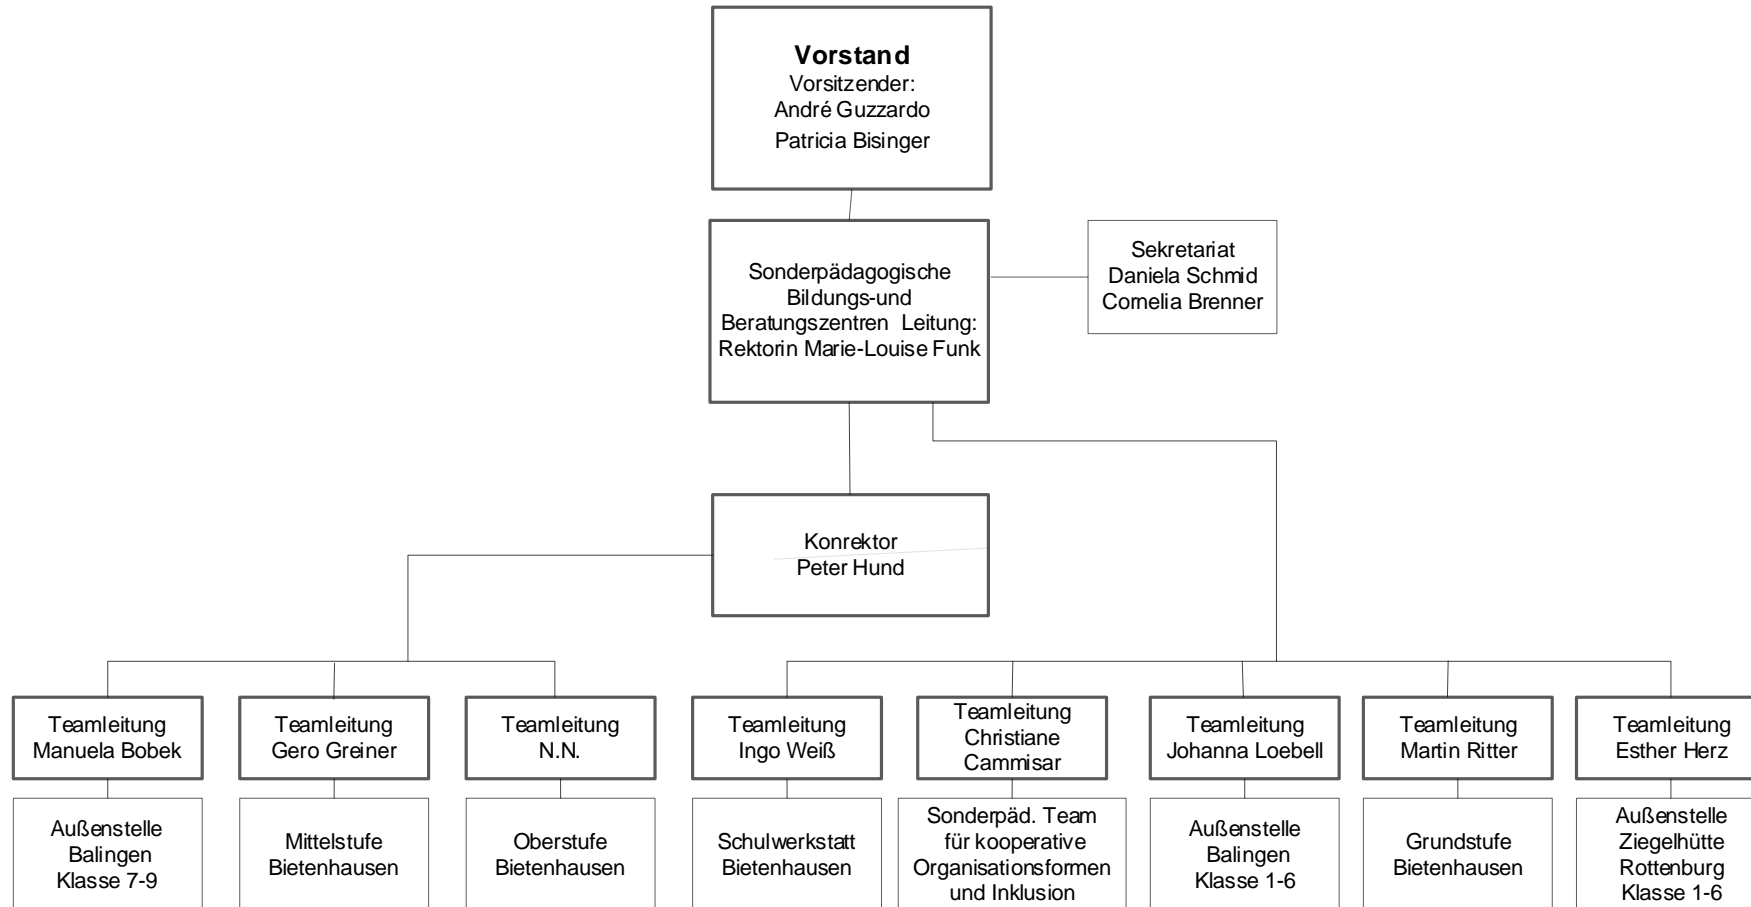 Vorstand
Vorsitzender:
André Guzzardo
Patricia Bisinger
Sonderpädagogische
Bildungs-und
Beratungszentren Leitung:
Rektorin Marie-Louise Funk
Sekretariat
Daniela Schmid
Cornelia Brenner
Konrektor
Peter Hund
Teamleitung
Manuela Bobek
Teamleitung
Gero Greiner
Teamleitung
N.N.
Teamleitung
Ingo Weiß
Teamleitung
Christiane
Cammisar
Teamleitung
Johanna Loebell
Teamleitung
Martin Ritter
Teamleitung
Esther Herz
Außenstelle
Balingen
Klasse 7-9
Mittelstufe
Bietenhausen
Oberstufe
Bietenhausen
Schulwerkstatt
Bietenhausen
Sonderpäd. Team
für kooperative
Organisationsformen
und Inklusion
Außenstelle
Balingen
Klasse 1-6
Grundstufe
Bietenhausen
Außenstelle
Ziegelhütte
Rottenburg
Klasse 1-6